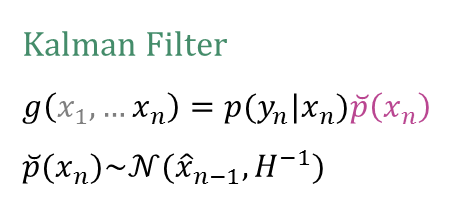 Kalman Filter
g(x₁, … xₙ) = p(yₙ|xₙ)p̆(xₙ)
p̆(xₙ)~𝒩(x̂ₙ₋₁, H⁻¹)